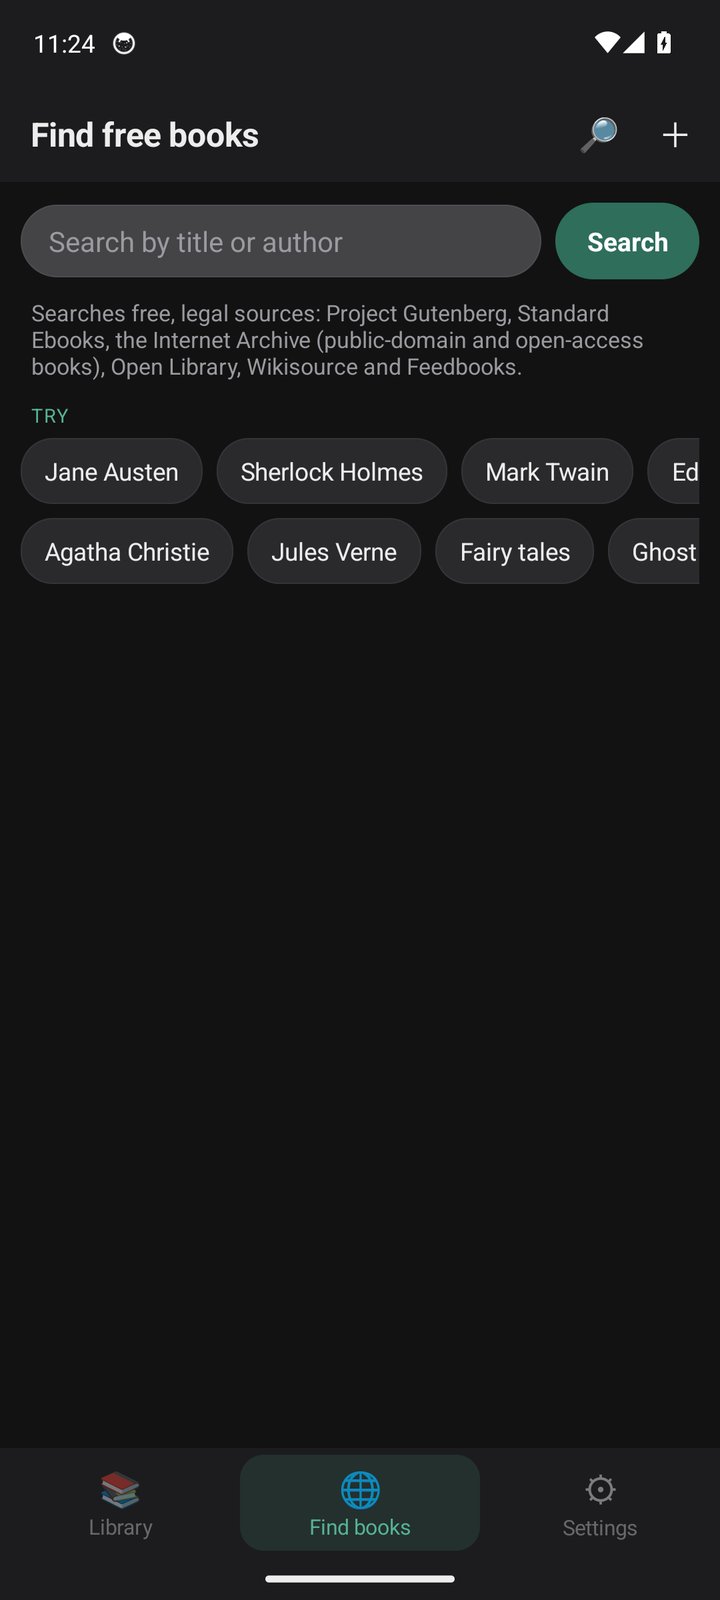 11:24
Find free books
Search by title or author
Search
Searches free, legal sources: Project Gutenberg, Standard
Ebooks, the Internet Archive (public-domain and open-access
books), Open Library, Wikisource and Feedbooks.
TRY
Jane Austen Sherlock Holmes Mark Twain Ed
Agatha Christie Jules Verne Fairy tales Ghost
Library Find books Settings